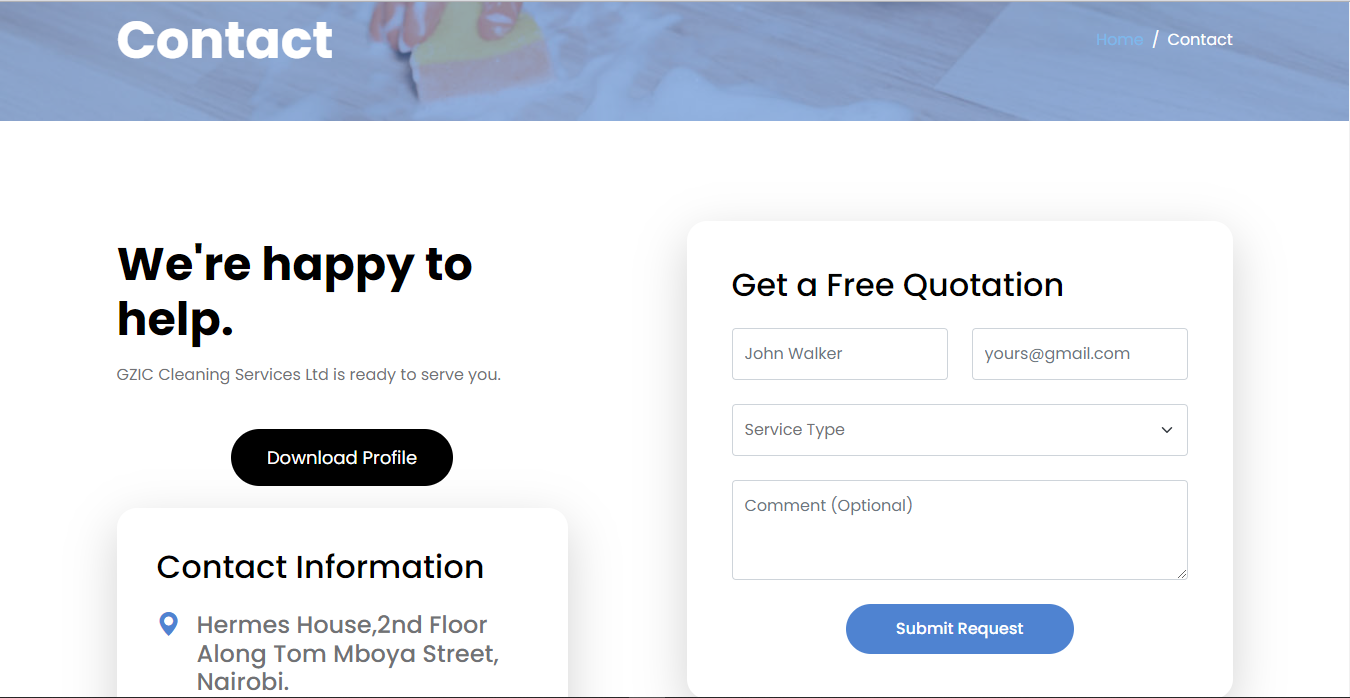 Contact
Home / Contact
We're happy to
help.
GZIC Cleaning Services Ltd is ready to serve you.
Download Profile
Contact Information
Hermes House,2nd Floor
Along Tom Mboya Street,
Nairobi.
Get a Free Quotation
John Walker
yours@gmail.com
Service Type
Comment (Optional)
Submit Request